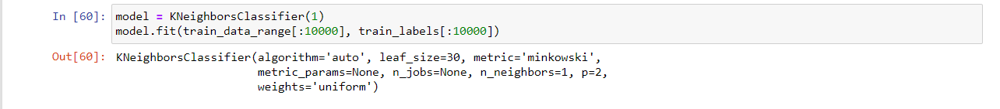 In [60]: model = KNeighborsClassifier(1)
model.fit(train_data_range[:10000], train_labels[:10000])
Out[60]: KNeighborsClassifier(algorithm='auto', leaf_size=30, metric='minkowski',
metric_params=None, n_jobs=None, n_neighbors=1, p=2,
weights='uniform')